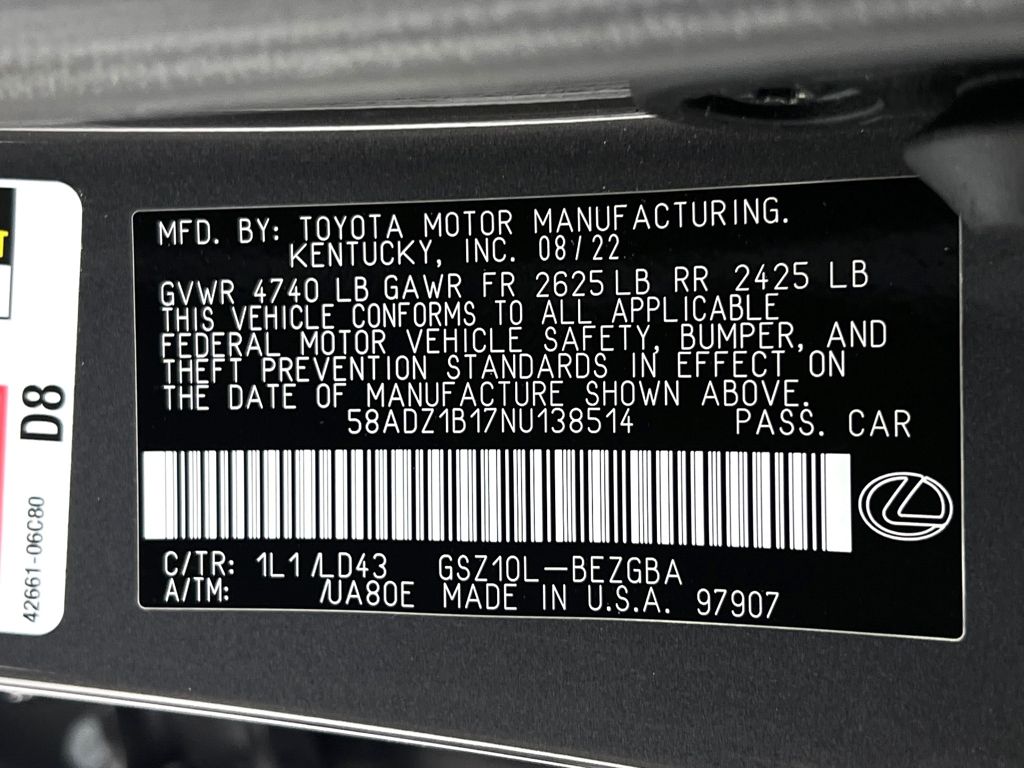 MFD. BY: TOYOTA MOTOR MANUFACTURING.
KENTUCKY, INC. 08/22
GVWR 4740 LB GAWR FR 2625 LB RR 2425 LB
THIS VEHICLE CONFORMS TO ALL APPLICABLE
FEDERAL MOTOR VEHICLE SAFETY, BUMPER, AND
THEFT PREVENTION STANDARDS IN EFFECT ON
THE DATE OF MANUFACTURE SHOWN ABOVE.
58ADZ1B17NU138514 PASS. CAR
C/TR: 1L1 /LD43 GSZ10L-BEZGBA
A/TM: /UA80E MADE IN U.S.A. 97907
D8
42661-06C80